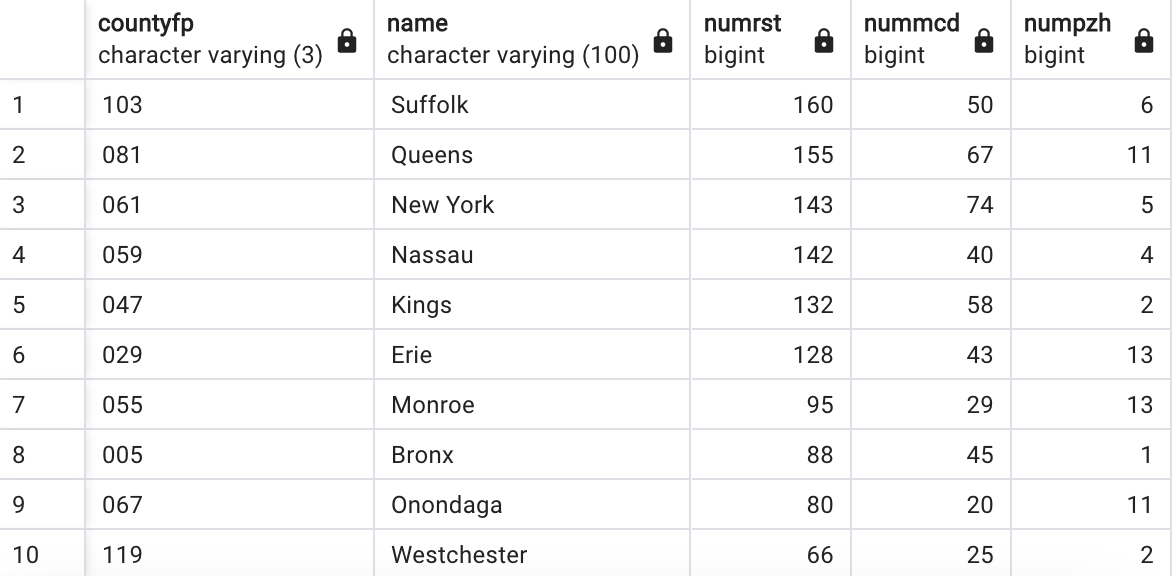 countyfp name numrst nummcd numpzh
character varying (3) character varying (100) bigint bigint bigint
1 103 Suffolk 160 50 6
2 081 Queens 155 67 11
3 061 New York 143 74 5
4 059 Nassau 142 40 4
5 047 Kings 132 58 2
6 029 Erie 128 43 13
7 055 Monroe 95 29 13
8 005 Bronx 88 45 1
9 067 Onondaga 80 20 11
10 119 Westchester 66 25 2